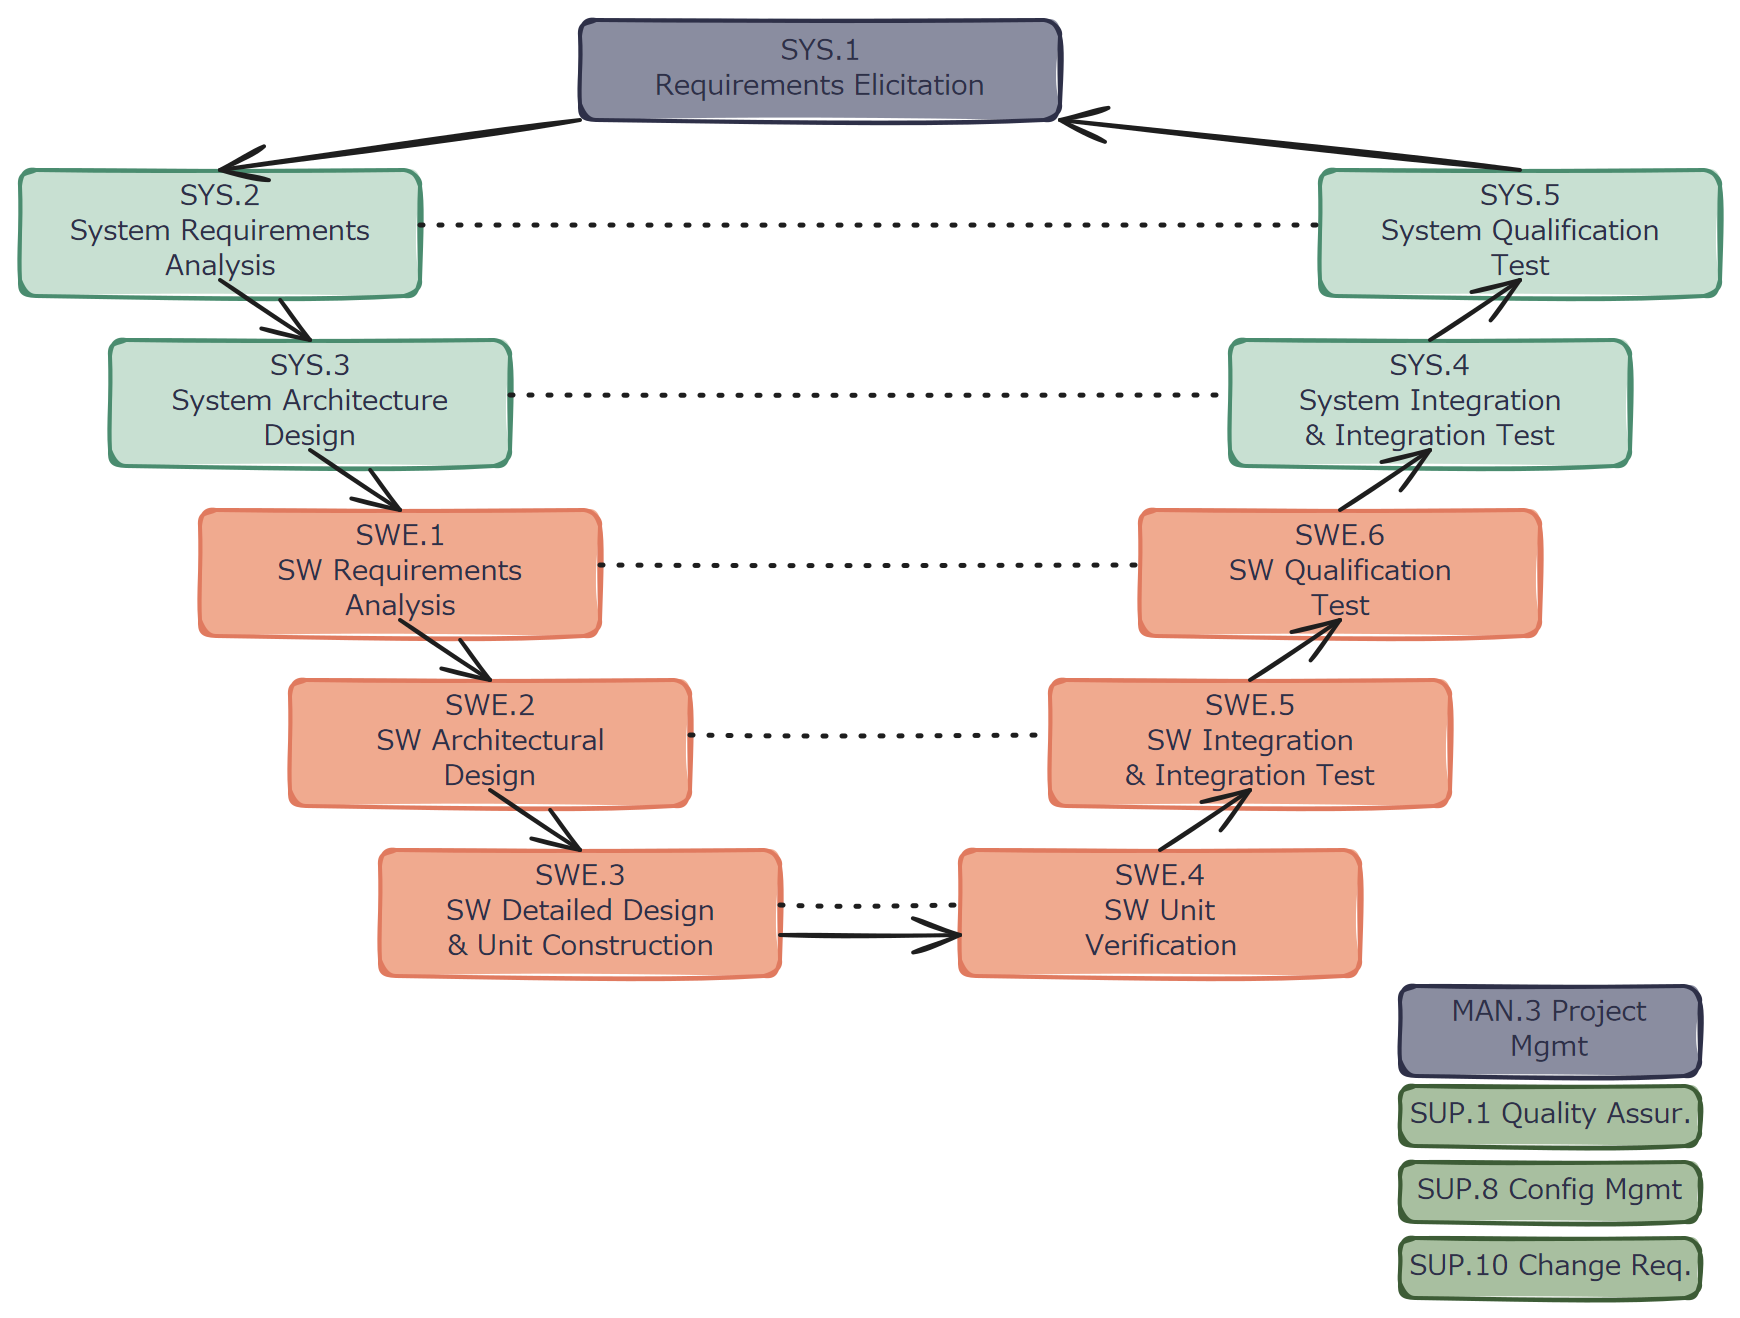 SYS.1
Requirements Elicitation
SYS.2
System Requirements
Analysis
SYS.5
System Qualification
Test
SYS.3
System Architecture
Design
SYS.4
System Integration
& Integration Test
SWE.1
SW Requirements
Analysis
SWE.6
SW Qualification
Test
SWE.2
SW Architectural
Design
SWE.5
SW Integration
& Integration Test
SWE.3
SW Detailed Design
& Unit Construction
SWE.4
SW Unit
Verification
MAN.3 Project
Mgmt
SUP.1 Quality Assur.
SUP.8 Config Mgmt
SUP.10 Change Req.